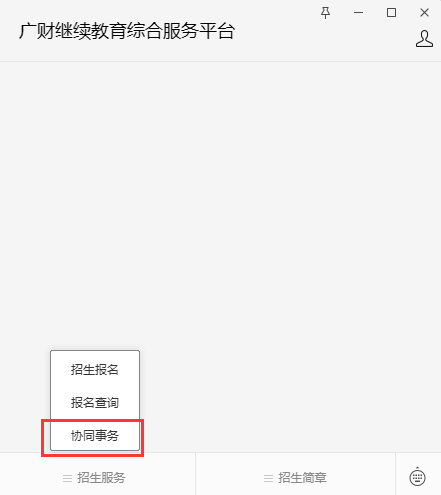 广财继续教育综合服务平台
招生报名
报名查询
协同事务
招生服务
招生简章